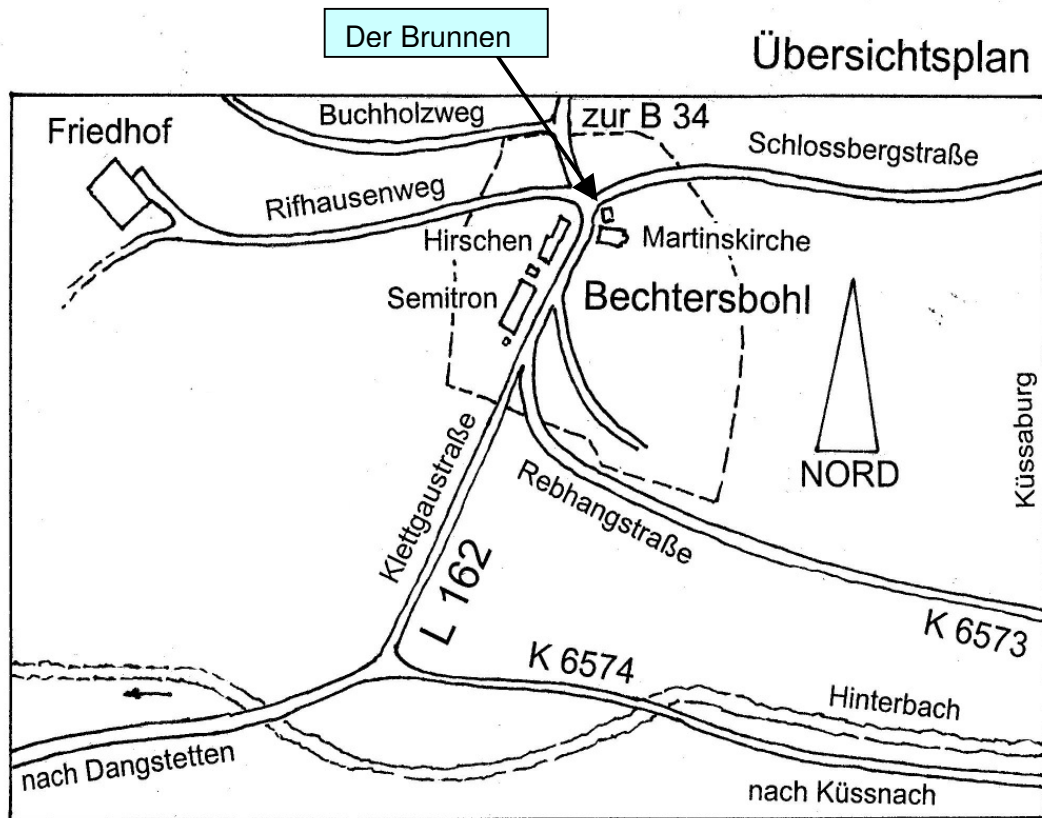 Der Brunnen
Übersichtsplan
Friedhof
Buchholzweg
zur B 34
Schlossbergstraße
Rifhausenweg
Hirschen
Martinskirche
Semitron
Bechtersbohl
Küssaburg
NORD
Klettgaustraße
Rebhangstraße
L 162
K 6573
K 6574
Hinterbach
nach Dangstetten
nach Küssnach